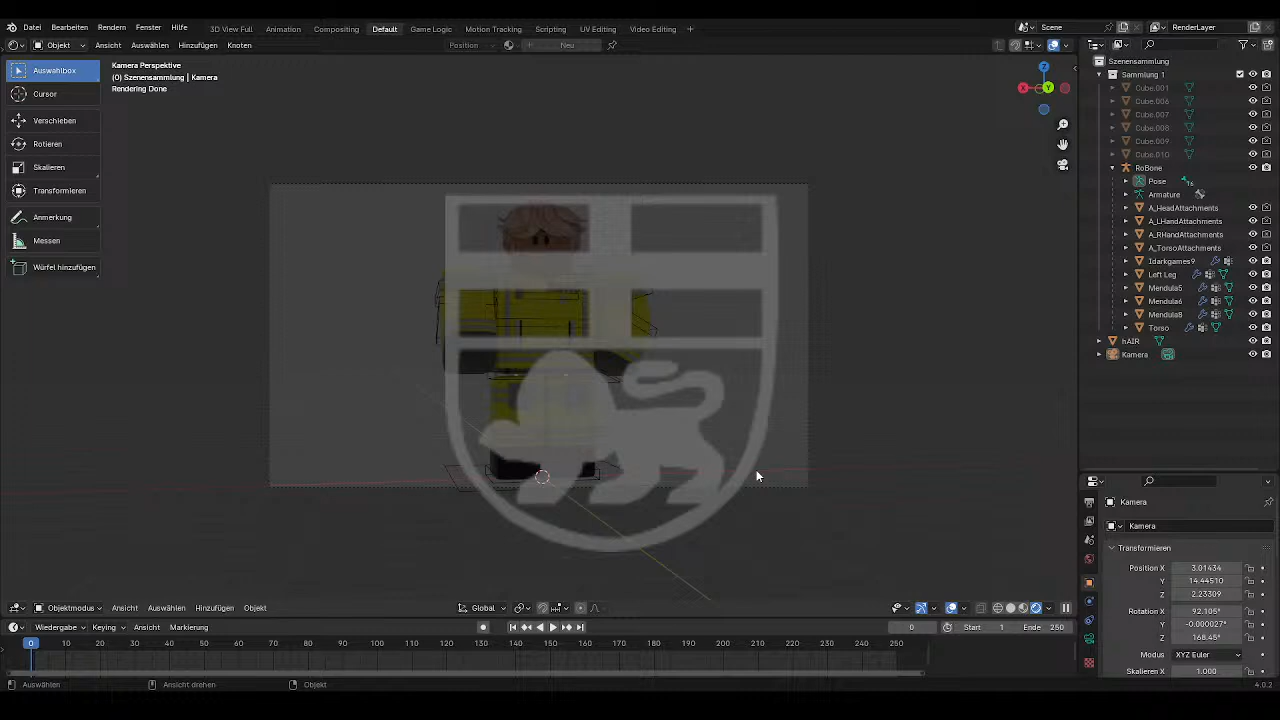 Datei Bearbeiten Rendern Fenster Hilfe
3D View Full Animation Compositing Default Game Logic Motion Tracking Scripting UV Editing Video Editing +
Scene
RenderLayer
Objekt Ansicht Auswählen Hinzufügen Knoten
Position
Neu
Auswahlbox
Cursor
Verschieben
Rotieren
Skalieren
Transformieren
Anmerkung
Messen
Würfel hinzufügen
Kamera Perspektive
(0) Szenensammlung | Kamera
Rendering Done
Z
X
Y
Szenensammlung
Sammlung 1
Cube.001
Cube.006
Cube.007
Cube.008
Cube.009
Cube.010
RoBone
Pose
Armature
A_HeadAttachments
A_LHandAttachments
A_RHandAttachments
A_TorsoAttachments
Idarkgames9
Left Leg
Mendula5
Mendula6
Mendula8
Torso
hAIR
Kamera
Kamera
Kamera
Transformieren
Position X 3.01434
Y 14.44510
Z 2.23309
Rotation X 92.105°
Y -0.000027°
Z 168.45°
Modus XYZ Euler
Skalieren X 1.000
Objektmodus Ansicht Auswählen Hinzufügen Objekt
Global
Wiedergabe Keying Ansicht Markierung
0
Start 1
Ende 250
0 10 20 30 40 50 60 70 80 90 100 110 120 130 140 150 160 170 180 190 200 210 220 230 240 250
Auswählen
Ansicht drehen
Objekt
4.0.2